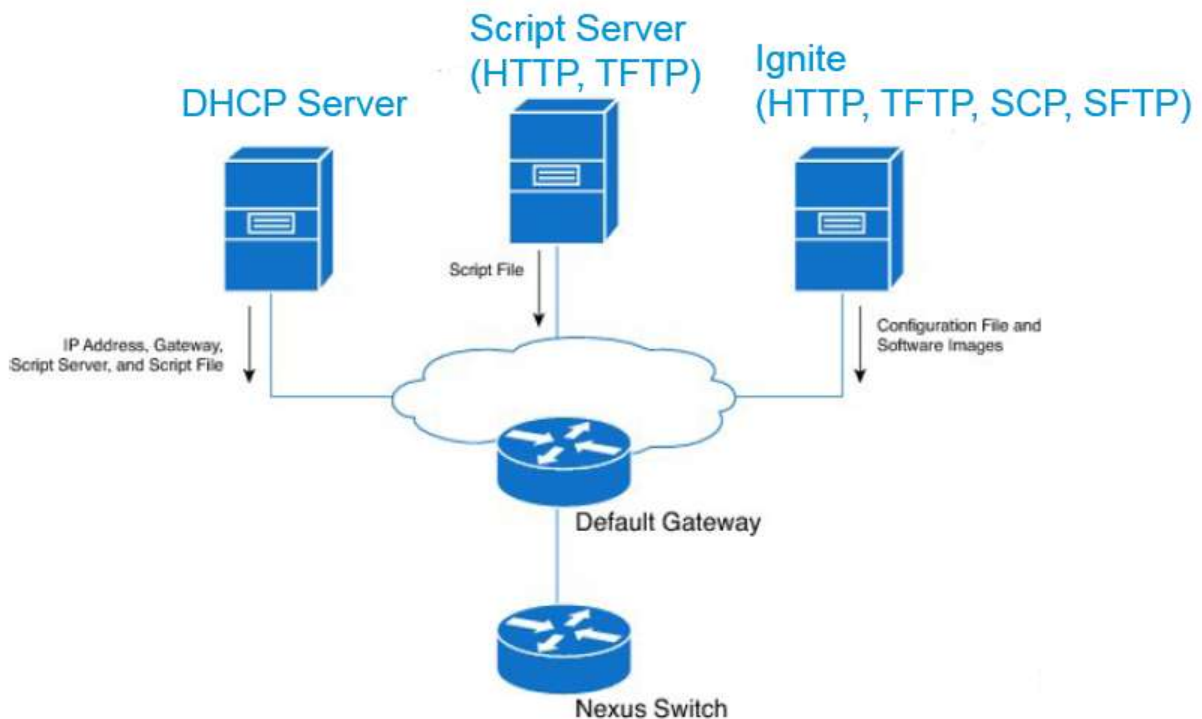 Script Server
(HTTP, TFTP)
Ignite
(HTTP, TFTP, SCP, SFTP)
DHCP Server
Script File
IP Address, Gateway,
Script Server, and Script File
Configuration File and
Software Images
Default Gateway
Nexus Switch